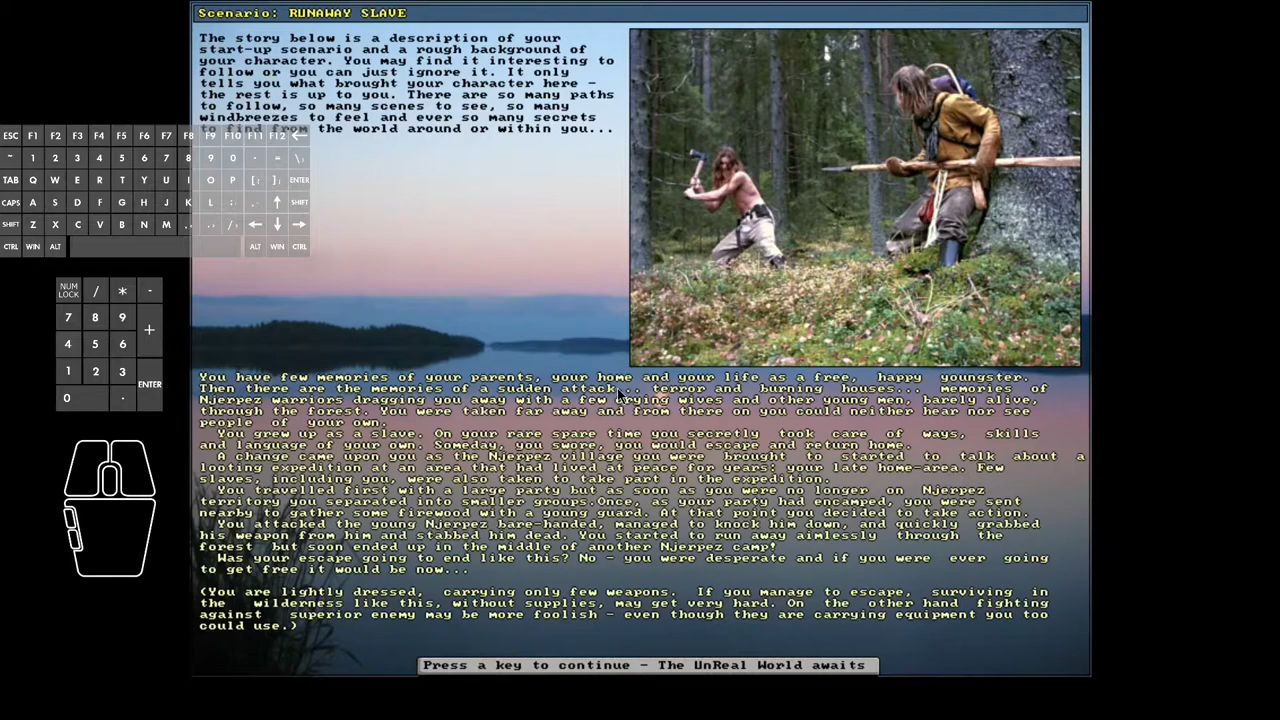 Scenario: RUNAWAY SLAVE
The story below is a description of your
start-up scenario and a rough background of
your character. You may find it interesting to
follow or you can just ignore it. It only
tells you what brought your character here -
the rest is up to you. There are so many paths
to follow, so many scenes to see, so many
windbreezes to feel and ever so many secrets
to find from the world around or within you...
ESC F1 F2 F3 F4 F5 F6 F7 F8 F9 F10 F11 F12 ←
~ 1 2 3 4 5 6 7 8 9 0 - = \
TAB Q W E R T Y U I O P [ ] ENTER
CAPS A S D F G H J K L ; ↑ SHIFT
SHIFT Z X C V B N M , . / ← ↓ →
CTRL WIN ALT ALT WIN CTRL
NUM LOCK / * -
7 8 9 +
4 5 6
1 2 3 ENTER
0 .
You have few memories of your parents, your home and your life as a free, happy youngster.
Then there are the memories of a sudden attack... terror and burning houses... memories of
Njerpez warriors dragging you away with a few crying wives and other young men, barely alive,
through the forest. You were taken far away and from there on you could neither hear nor see
people of your own.
You grew up as a slave. On your rare spare time you secretly took care of ways, skills
and language of your own. Someday, you swore, you would escape and return home.
A change came upon you as the Njerpez village you were brought to started to talk about a
looting expedition at an area that had lived at peace for years: your late home-area. Few
slaves, including you, were also taken to take part in the expedition.
You travelled first with a large party but as soon as you were no longer on Njerpez
territory it separated into smaller groups.Once, as your party had encamped, you were sent
nearby to gather some firewood with a young guard. At that point you decided to take action.
You attacked the young Njerpez bare-handed, managed to knock him down, and quickly grabbed
his weapon from him and stabbed him dead. You started to run away aimlessly through the
forest but soon ended up in the middle of another Njerpez camp!
Was your escape going to end like this? No - you were desperate and if you were ever going
to get free it would be now...
(You are lightly dressed, carrying only few weapons. If you manage to escape, surviving in
the wilderness like this, without supplies, may get very hard. On the other hand fighting
against superior enemy may be more foolish - even though they are carrying equipment you too
could use.)
Press a key to continue - The UnReal World awaits